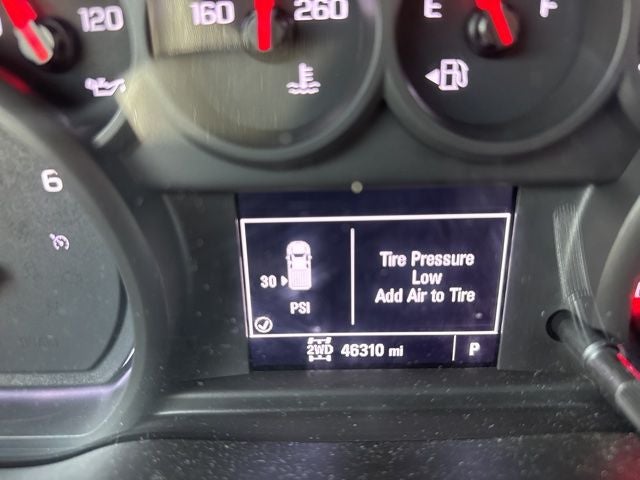 120
160
260
E
F
6
Tire Pressure
Low
Add Air to Tire
30
PSI
2WD
46310 mi
P